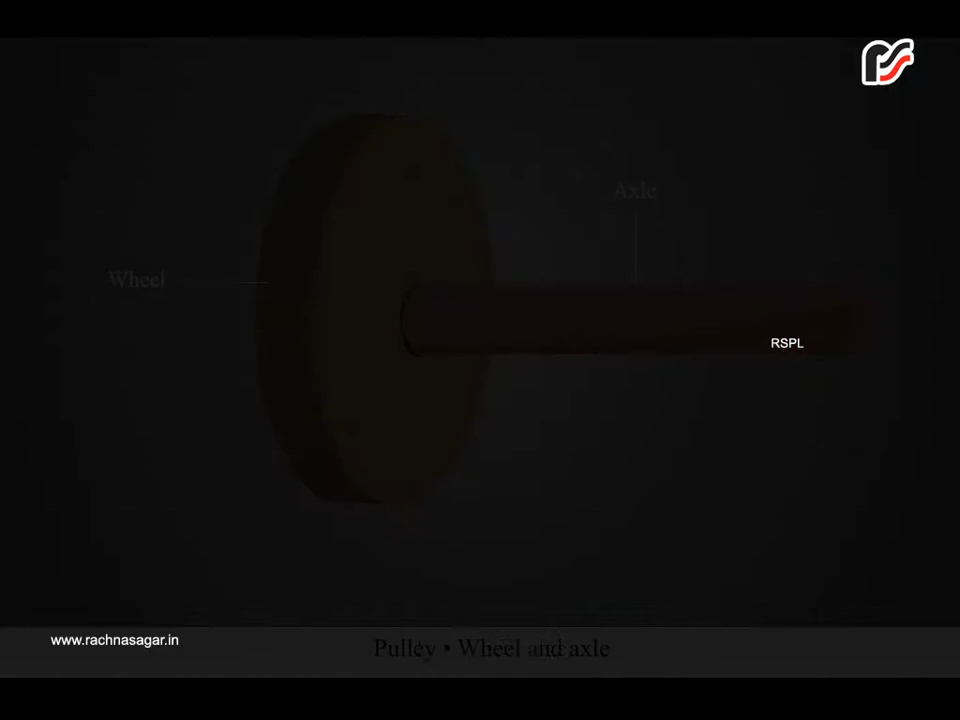 Axle
Wheel
RSPL
www.rachnasagar.in
Pulley • Wheel and axle